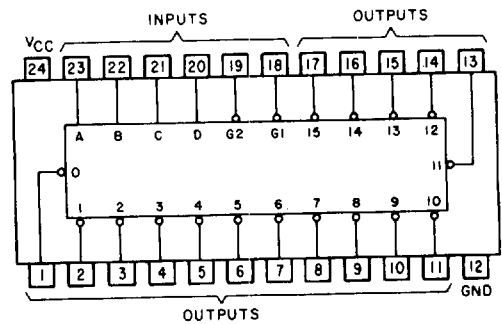 INPUTS OUTPUTS
VCC
24 23 22 21 20 19 18 17 16 15 14 13
A B C D G2 G1 15 14 13 12
0 11
1 2 3 4 5 6 7 8 9 10
1 2 3 4 5 6 7 8 9 10 11 12
GND
OUTPUTS